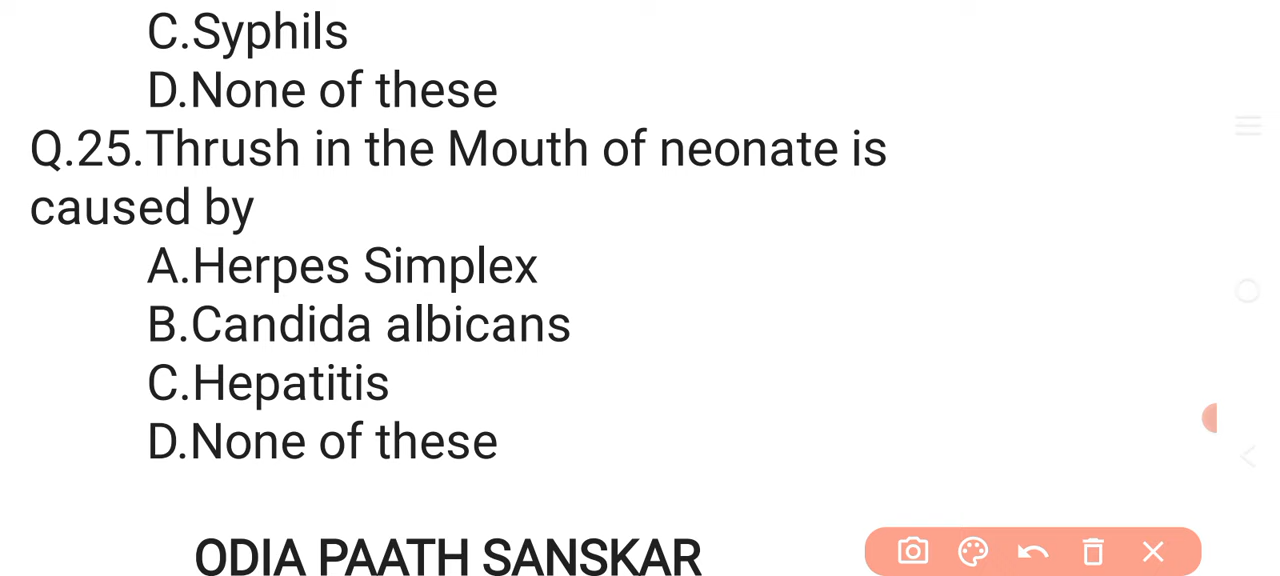 C.Syphils
D.None of these
Q.25.Thrush in the Mouth of neonate is
caused by
A.Herpes Simplex
B.Candida albicans
C.Hepatitis
D.None of these
ODIA PAATH SANSKAR